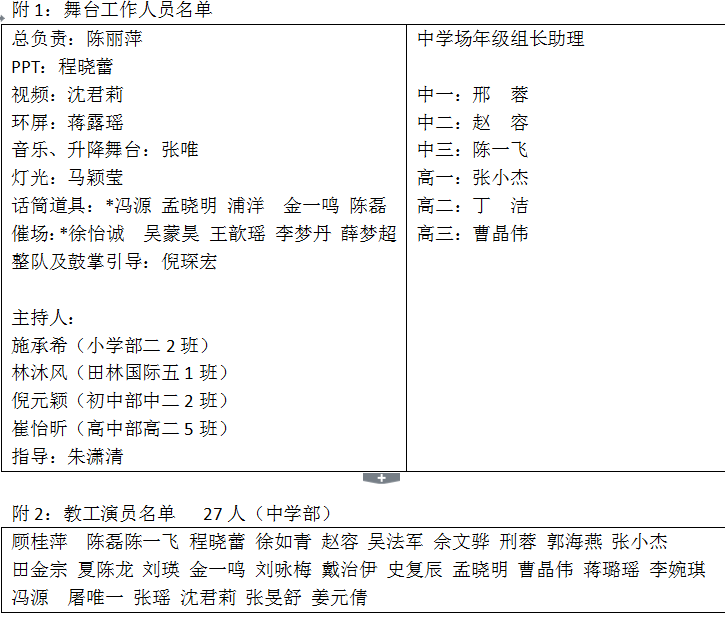 附1：舞台工作人员名单
总负责：陈丽萍
PPT：程晓蕾
视频：沈君莉
环屏：蒋露瑶
音乐、升降舞台：张唯
灯光：马颖莹
话筒道具：*冯源 孟晓明 浦洋 金一鸣 陈磊
催场：*徐怡诚 吴蒙昊 王歆瑶 李梦丹 薛梦超
整队及鼓掌引导：倪琛宏
主持人：
施承希（小学部二2班）
林沐风（田林国际五1班）
倪元颖（初中部中二2班）
崔怡昕（高中部高二5班）
指导：朱潇清
中学场年级组长助理
中一：邢 蓉
中二：赵 容
中三：陈一飞
高一：张小杰
高二：丁 洁
高三：曹晶伟
附2：教工演员名单 27人（中学部）
顾桂萍 陈磊陈一飞 程晓蕾 徐如青 赵容 吴法军 佘文骅 邢蓉 郭海燕 张小杰
田金宗 夏陈龙 刘瑛 金一鸣 刘咏梅 戴治伊 史复辰 孟晓明 曹晶伟 蒋璐瑶 李婉琪
冯源 屠唯一 张瑶 沈君莉 张旻舒 姜元倩